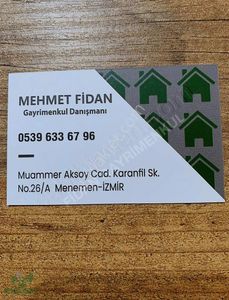 MEHMET FİDAN
Gayrimenkul Danışmanı
0539 633 67 96
Muammer Aksoy Cad. Karanfil Sk.
No.26/A Menemen-İZMİR